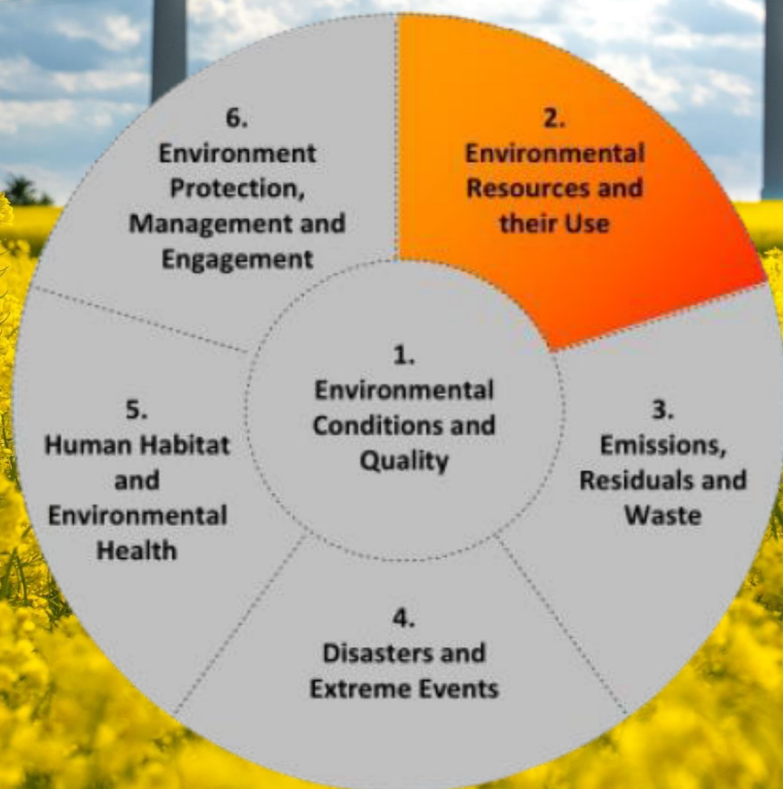 1.
Environmental
Conditions and
Quality
2.
Environmental
Resources and
their Use
3.
Emissions,
Residuals and
Waste
4.
Disasters and
Extreme Events
5.
Human Habitat
and
Environmental
Health
6.
Environment
Protection,
Management and
Engagement